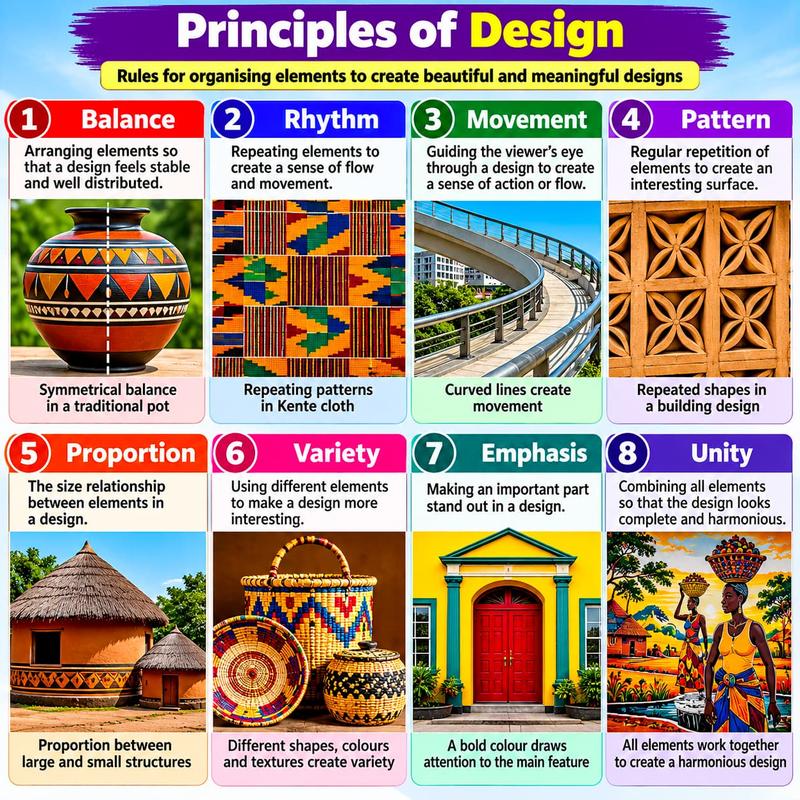 Principles of Design
Rules for organising elements to create beautiful and meaningful designs
1 Balance
Arranging elements so
that a design feels stable
and well distributed.
Symmetrical balance
in a traditional pot
2 Rhythm
Repeating elements to
create a sense of flow
and movement.
Repeating patterns
in Kente cloth
3 Movement
Guiding the viewer's eye
through a design to create
a sense of action or flow.
Curved lines create
movement
4 Pattern
Regular repetition of
elements to create an
interesting surface.
Repeated shapes in
a building design
5 Proportion
The size relationship
between elements in
a design.
Proportion between
large and small structures
6 Variety
Using different elements
to make a design more
interesting.
Different shapes, colours
and textures create variety
7 Emphasis
Making an important part
stand out in a design.
A bold colour draws
attention to the main feature
8 Unity
Combining all elements
so that the design looks
complete and harmonious.
All elements work together
to create a harmonious design